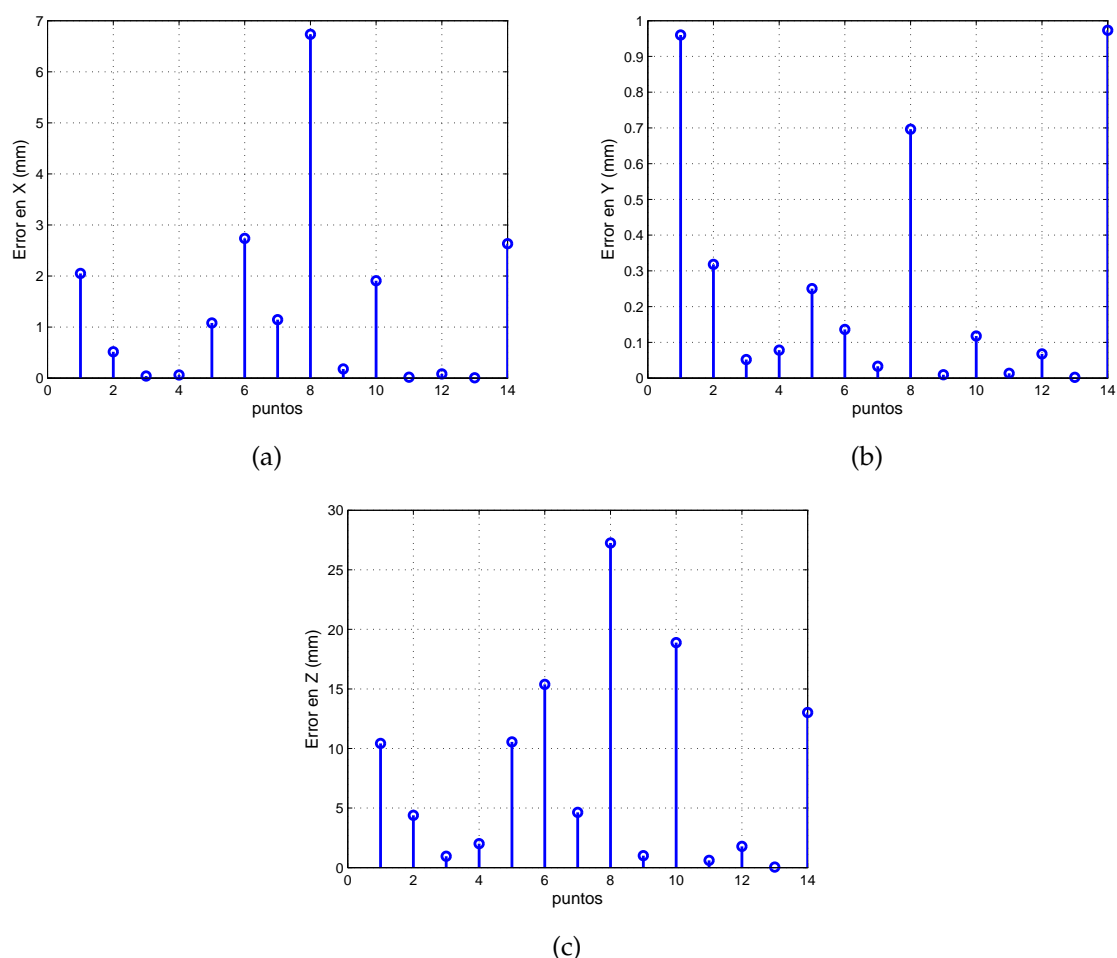 7
6
5
4
3
2
1
0
Error en X (mm)
0 2 4 6 8 10 12 14
puntos
(a)
1
0.9
0.8
0.7
0.6
0.5
0.4
0.3
0.2
0.1
0
Error en Y (mm)
0 2 4 6 8 10 12 14
puntos
(b)
30
25
20
15
10
5
0
Error en Z (mm)
0 2 4 6 8 10 12 14
puntos
(c)